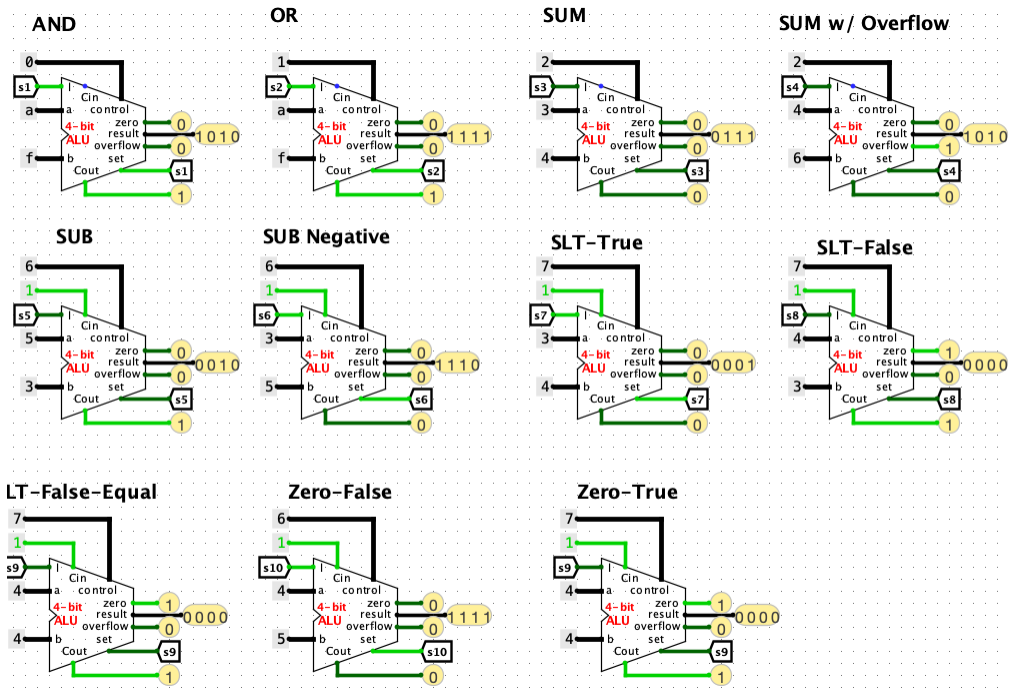 AND
0
s1 l
Cin
a a control
zero 0
4-bit result 1010
ALU overflow 0
f b set
Cout s1
1
OR
1
s2 l
Cin
a a control
zero 0
4-bit result 1111
ALU overflow 0
f b set
Cout s2
1
SUM
2
s3 l
Cin
3 a control
zero 0
4-bit result 0111
ALU overflow 0
4 b set
Cout s3
0
SUM w/ Overflow
2
s4 l
Cin
4 a control
zero 0
4-bit result 1010
ALU overflow 1
6 b set
Cout s4
0
SUB
6
1
s5 l
Cin
5 a control
zero 0
4-bit result 0010
ALU overflow 0
3 b set
Cout s5
1
SUB Negative
6
1
s6 l
Cin
3 a control
zero 0
4-bit result 1110
ALU overflow 0
5 b set
Cout s6
0
SLT-True
7
1
s7 l
Cin
3 a control
zero 0
4-bit result 0001
ALU overflow 0
4 b set
Cout s7
0
SLT-False
7
1
s8 l
Cin
4 a control
zero 1
4-bit result 0000
ALU overflow 0
3 b set
Cout s8
1
LT-False-Equal
7
1
s9 l
Cin
4 a control
zero 1
4-bit result 0000
ALU overflow 0
4 b set
Cout s9
1
Zero-False
6
1
s10 l
Cin
4 a control
zero 0
4-bit result 1111
ALU overflow 0
5 b set
Cout s10
0
Zero-True
7
1
s9 l
Cin
4 a control
zero 1
4-bit result 0000
ALU overflow 0
4 b set
Cout s9
1